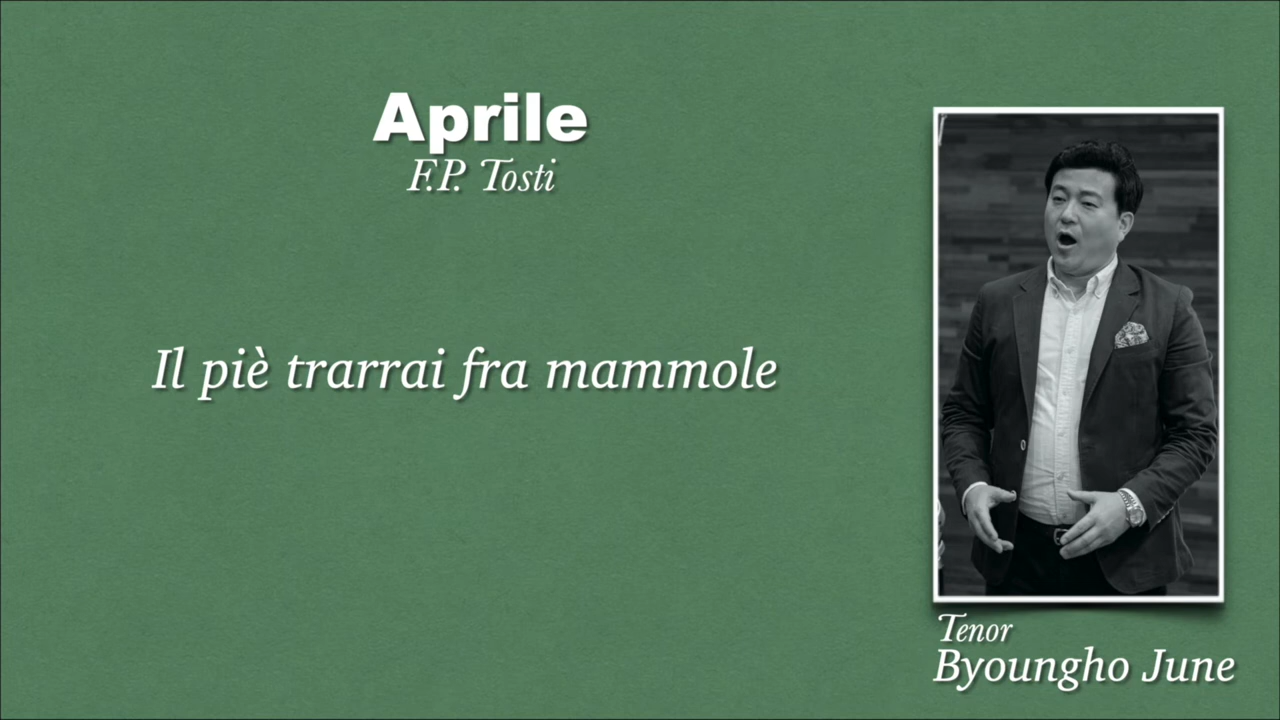 Aprile
F.P. Tosti
Il piè trarrai fra mammole
Tenor
Byoungho June